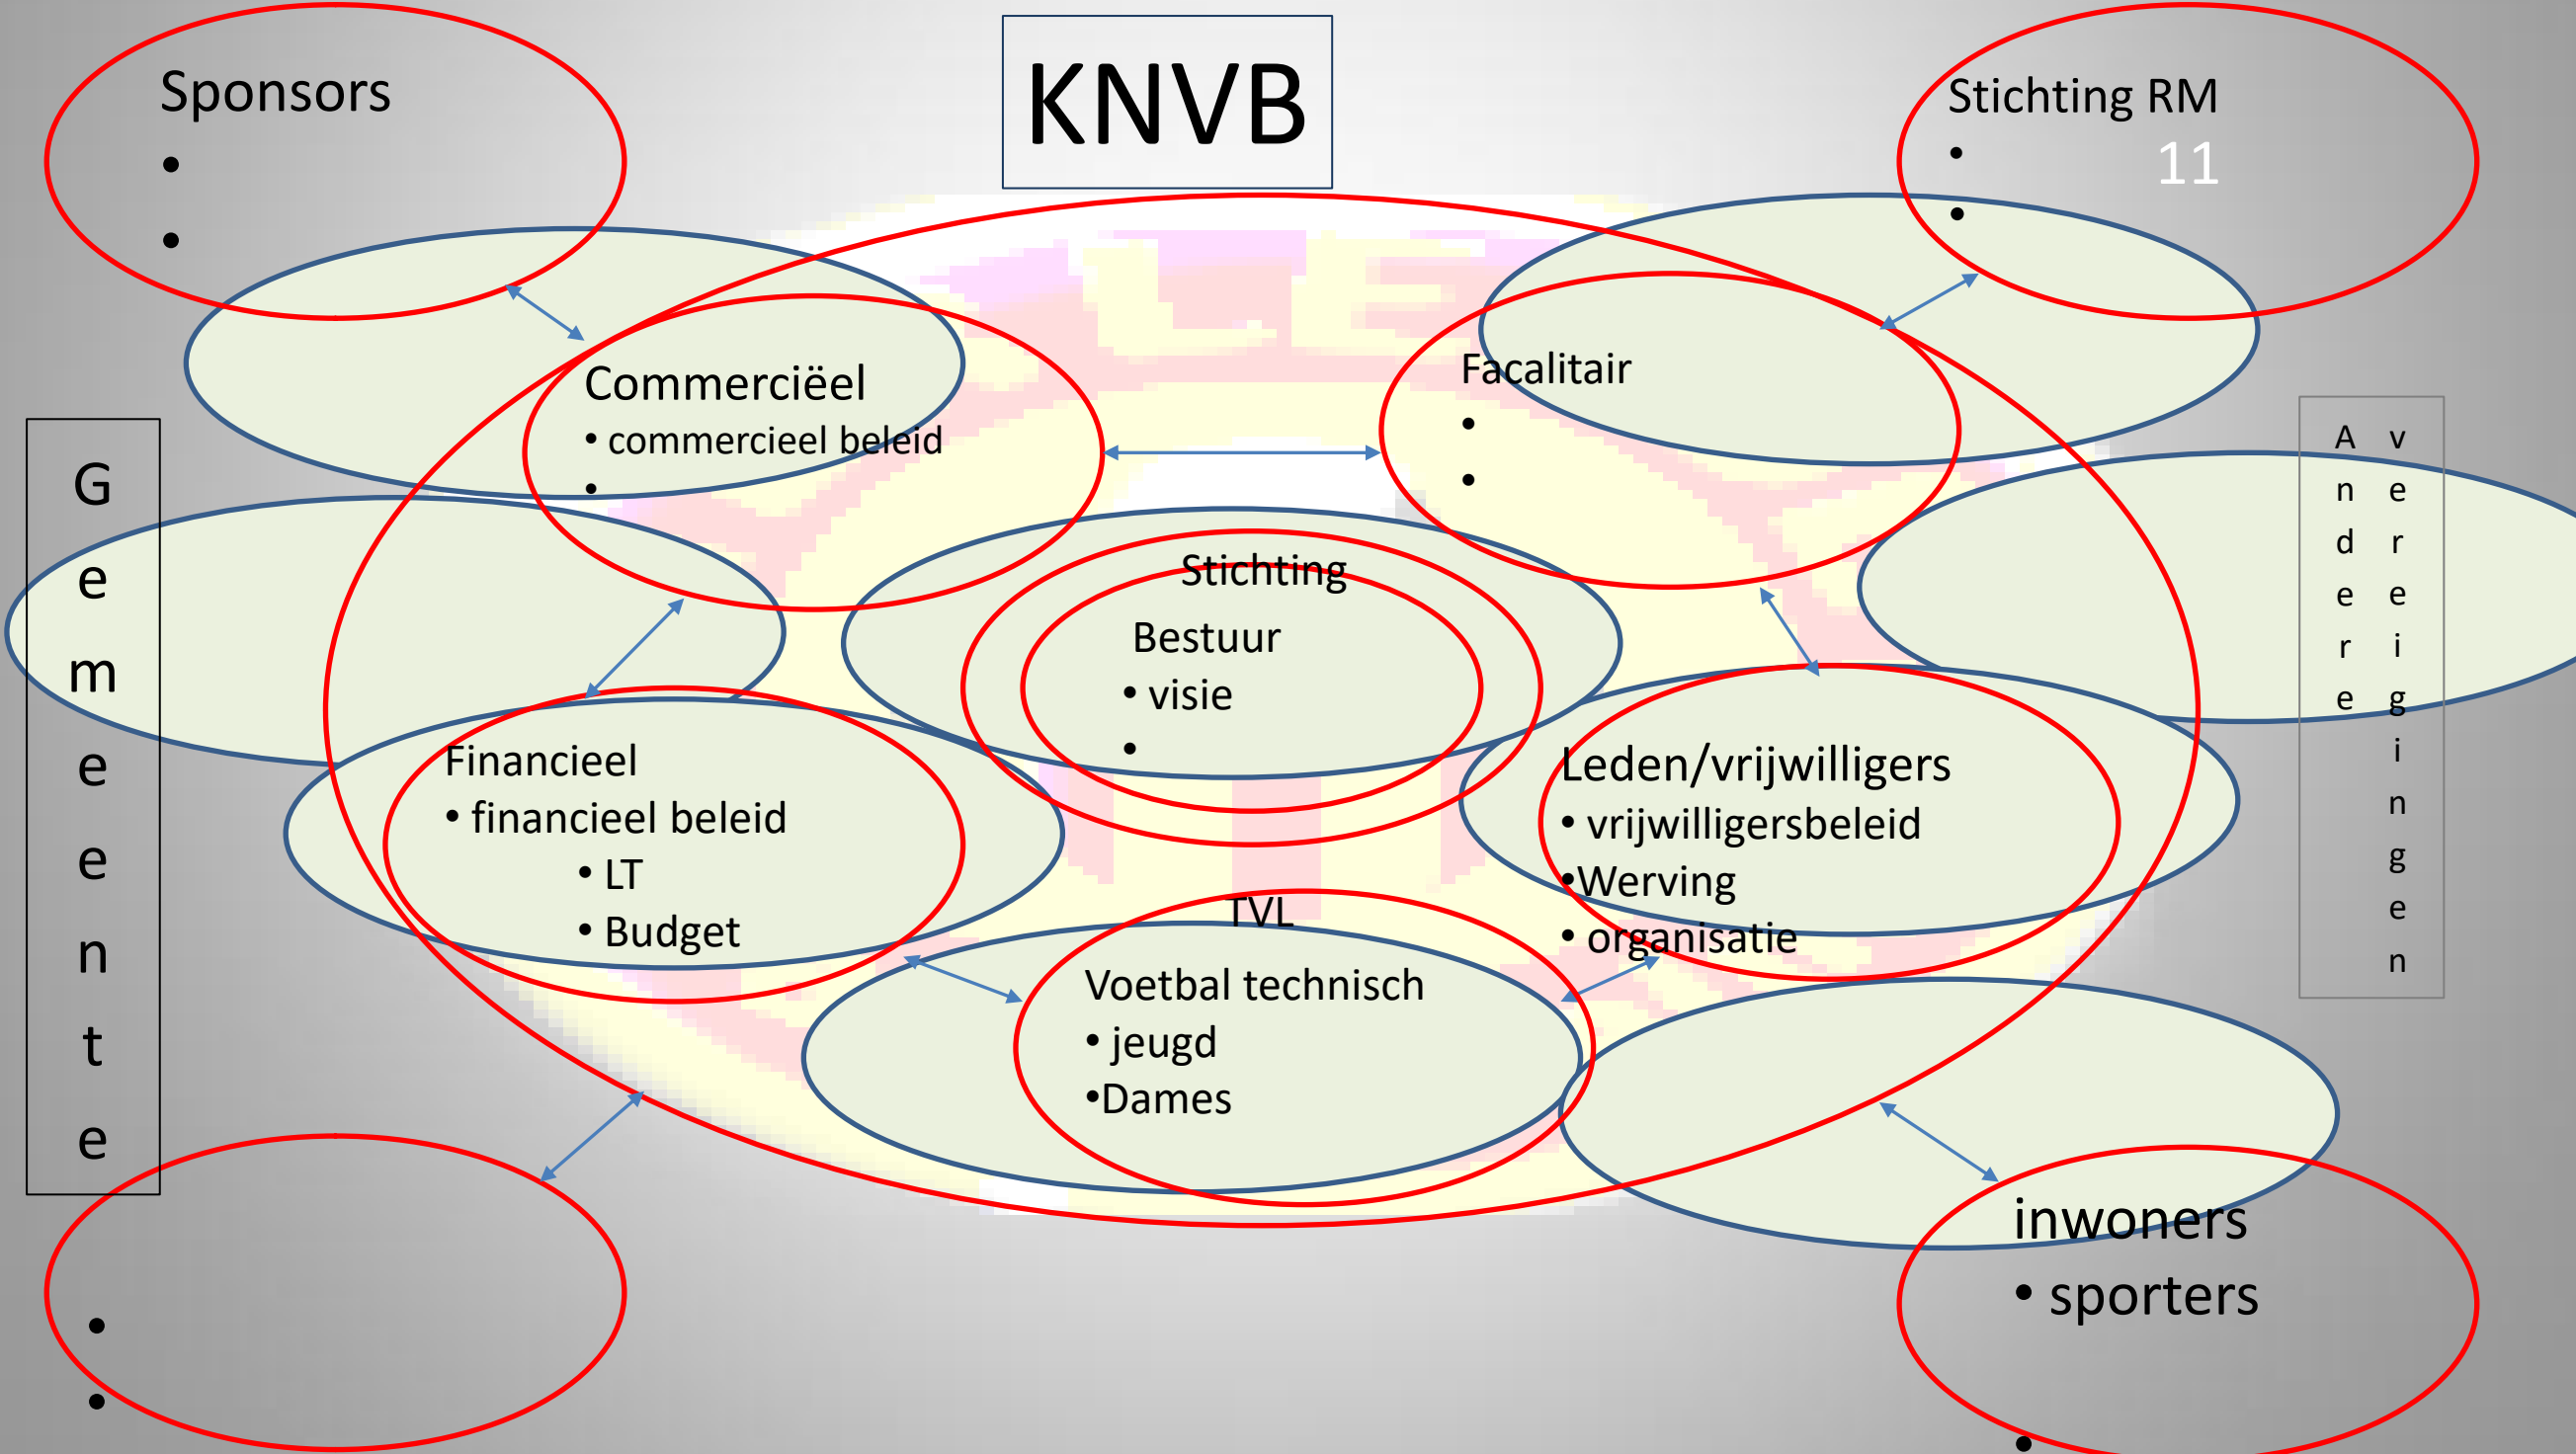 KNVB
Sponsors
•
•
Stichting RM
• 11
•
Commerciëel
• commercieel beleid
•
Facalitair
•
•
Gemeente
Andere
vereigingen
Stichting
Bestuur
• visie
•
Financieel
• financieel beleid
• LT
• Budget
Leden/vrijwilligers
• vrijwilligersbeleid
•Werving
• organisatie
TVL
Voetbal technisch
• jeugd
•Dames
•
•
inwoners
• sporters
•